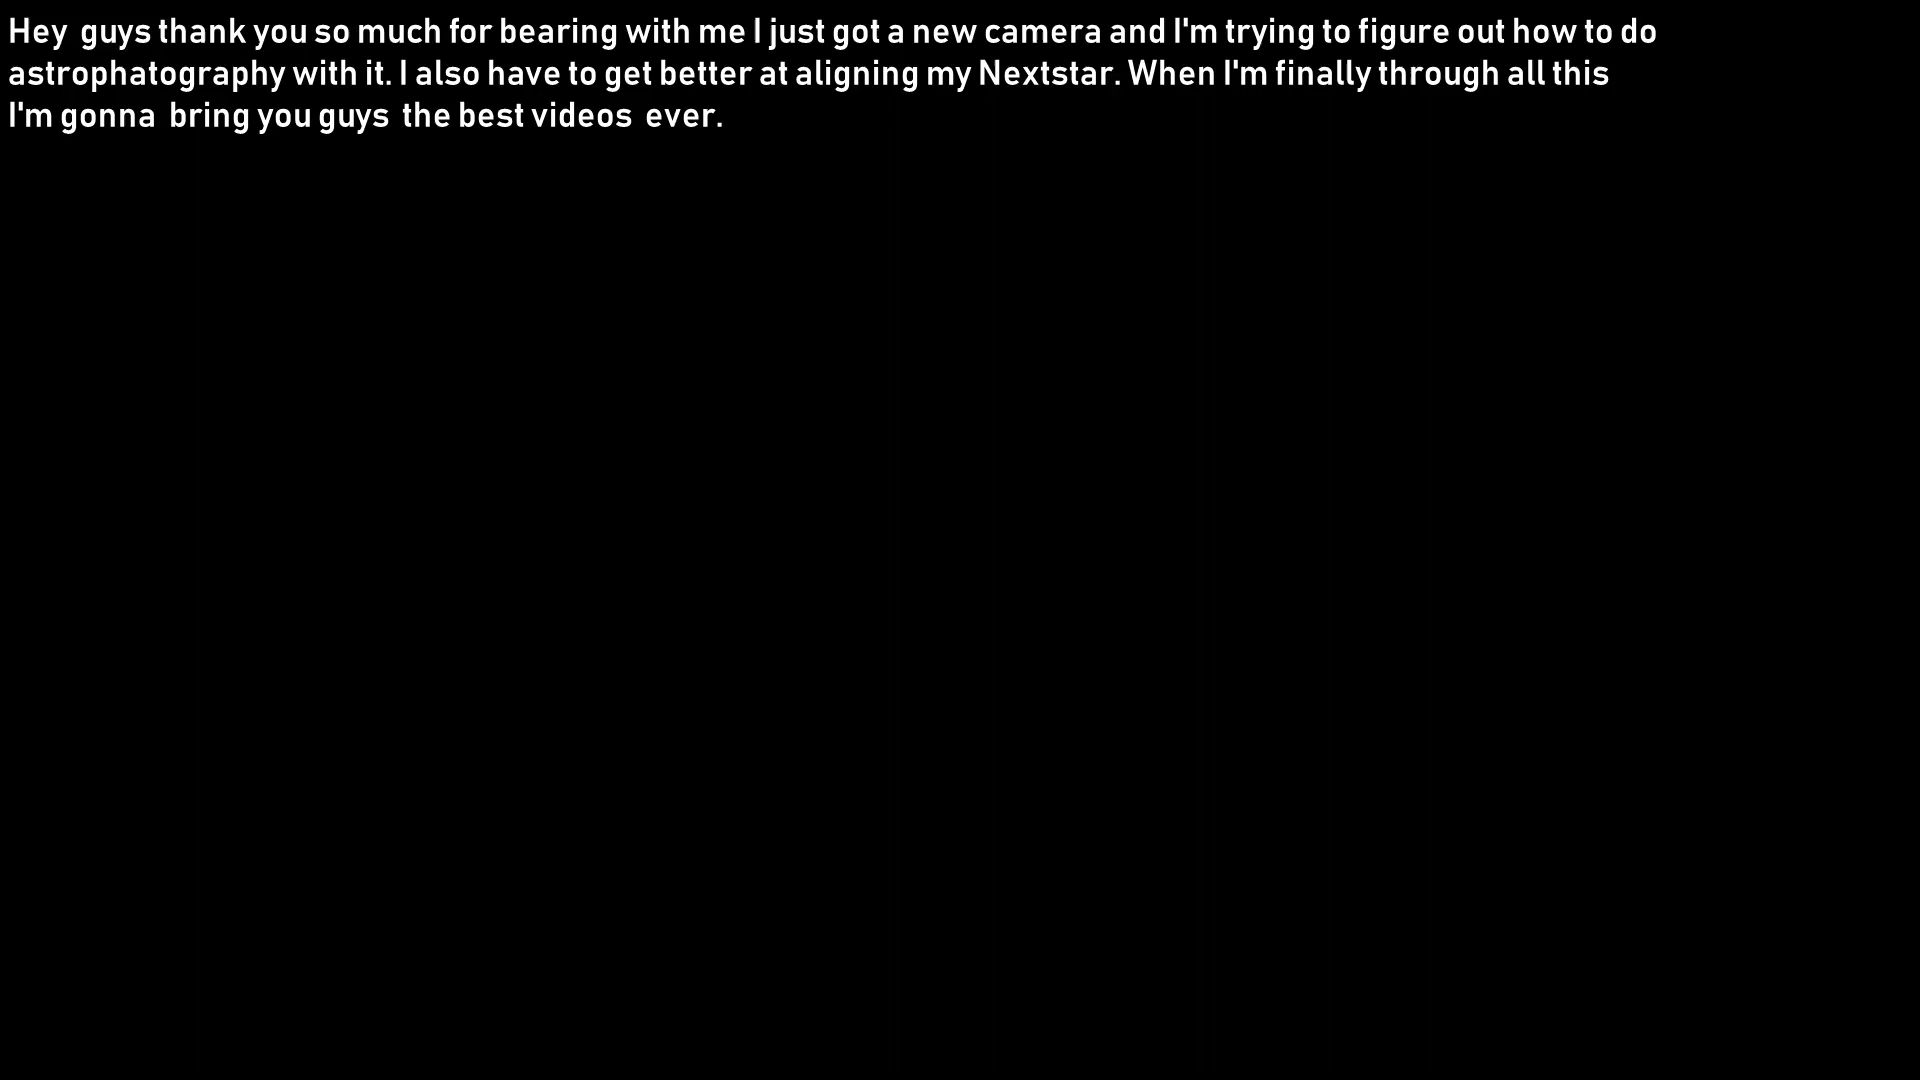 Hey  guys thank you so much for bearing with me I just got a new camera and I'm trying to figure out how to do
astrophatography with it. I also have to get better at aligning my Nextstar. When I'm finally through all this
I'm gonna  bring you guys  the best videos  ever.